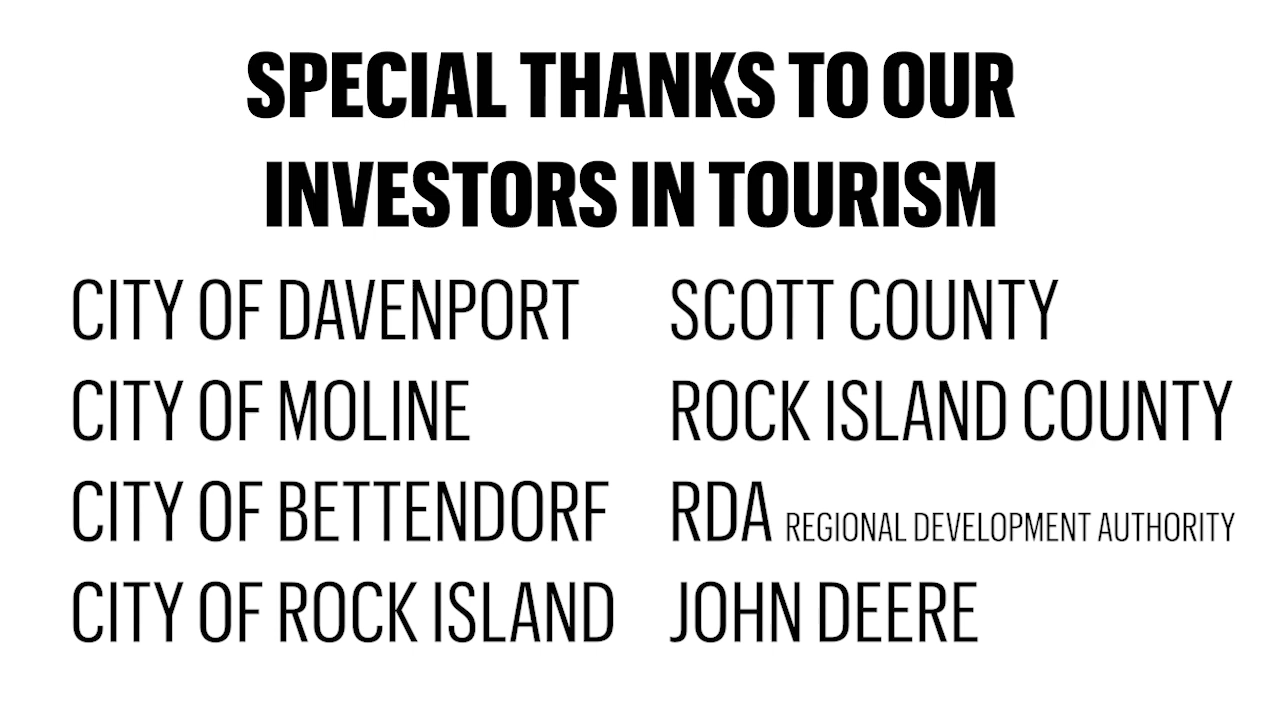 SPECIAL THANKS TO OUR
INVESTORS IN TOURISM
CITY OF DAVENPORT
CITY OF MOLINE
CITY OF BETTENDORF
CITY OF ROCK ISLAND
SCOTT COUNTY
ROCK ISLAND COUNTY
RDA REGIONAL DEVELOPMENT AUTHORITY
JOHN DEERE